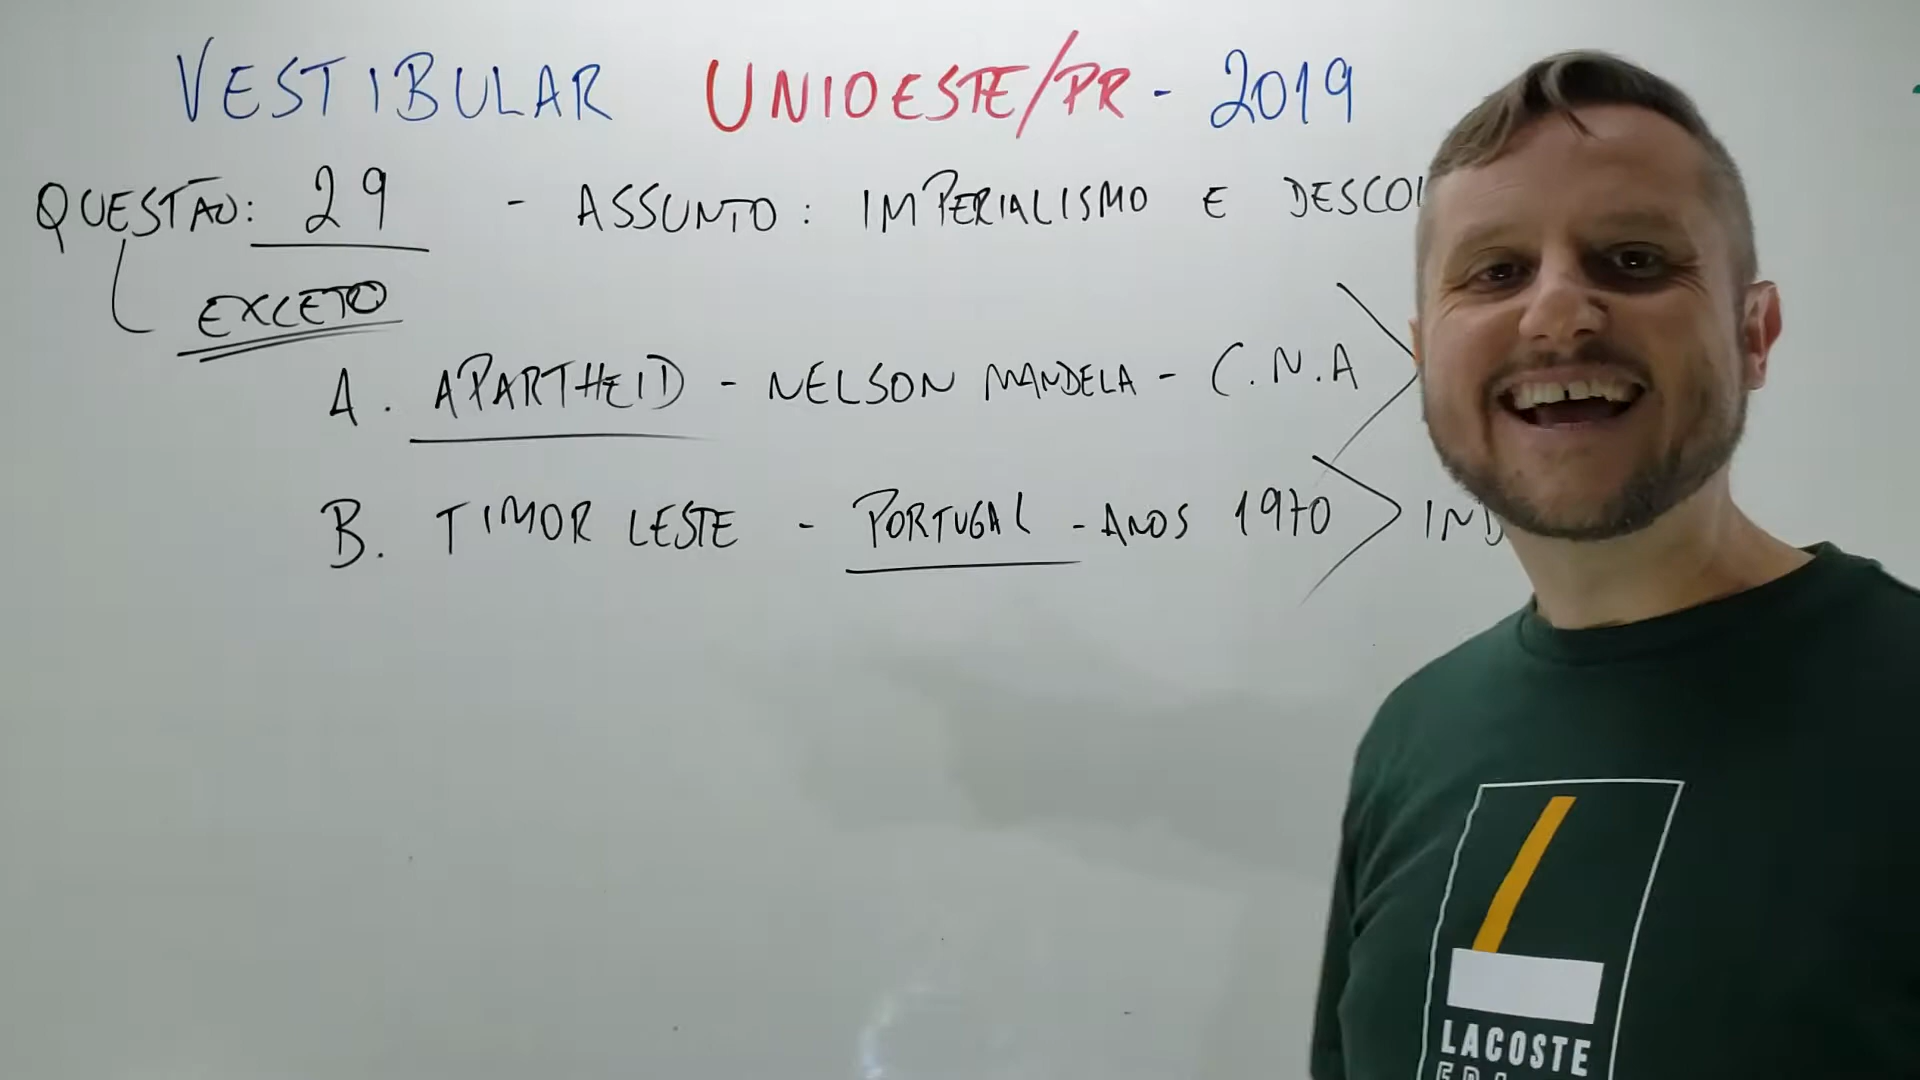 VESTIBULAR UNIOESTE/PR - 2019
QUESTÃO: 29 - ASSUNTO: IMPERIALISMO E DESCOL
EXCETO
A. APARTHEID - NELSON MANDELA - C.N.A
B. TIMOR LESTE - PORTUGAL - ANOS 1970 IND
LACOSTE